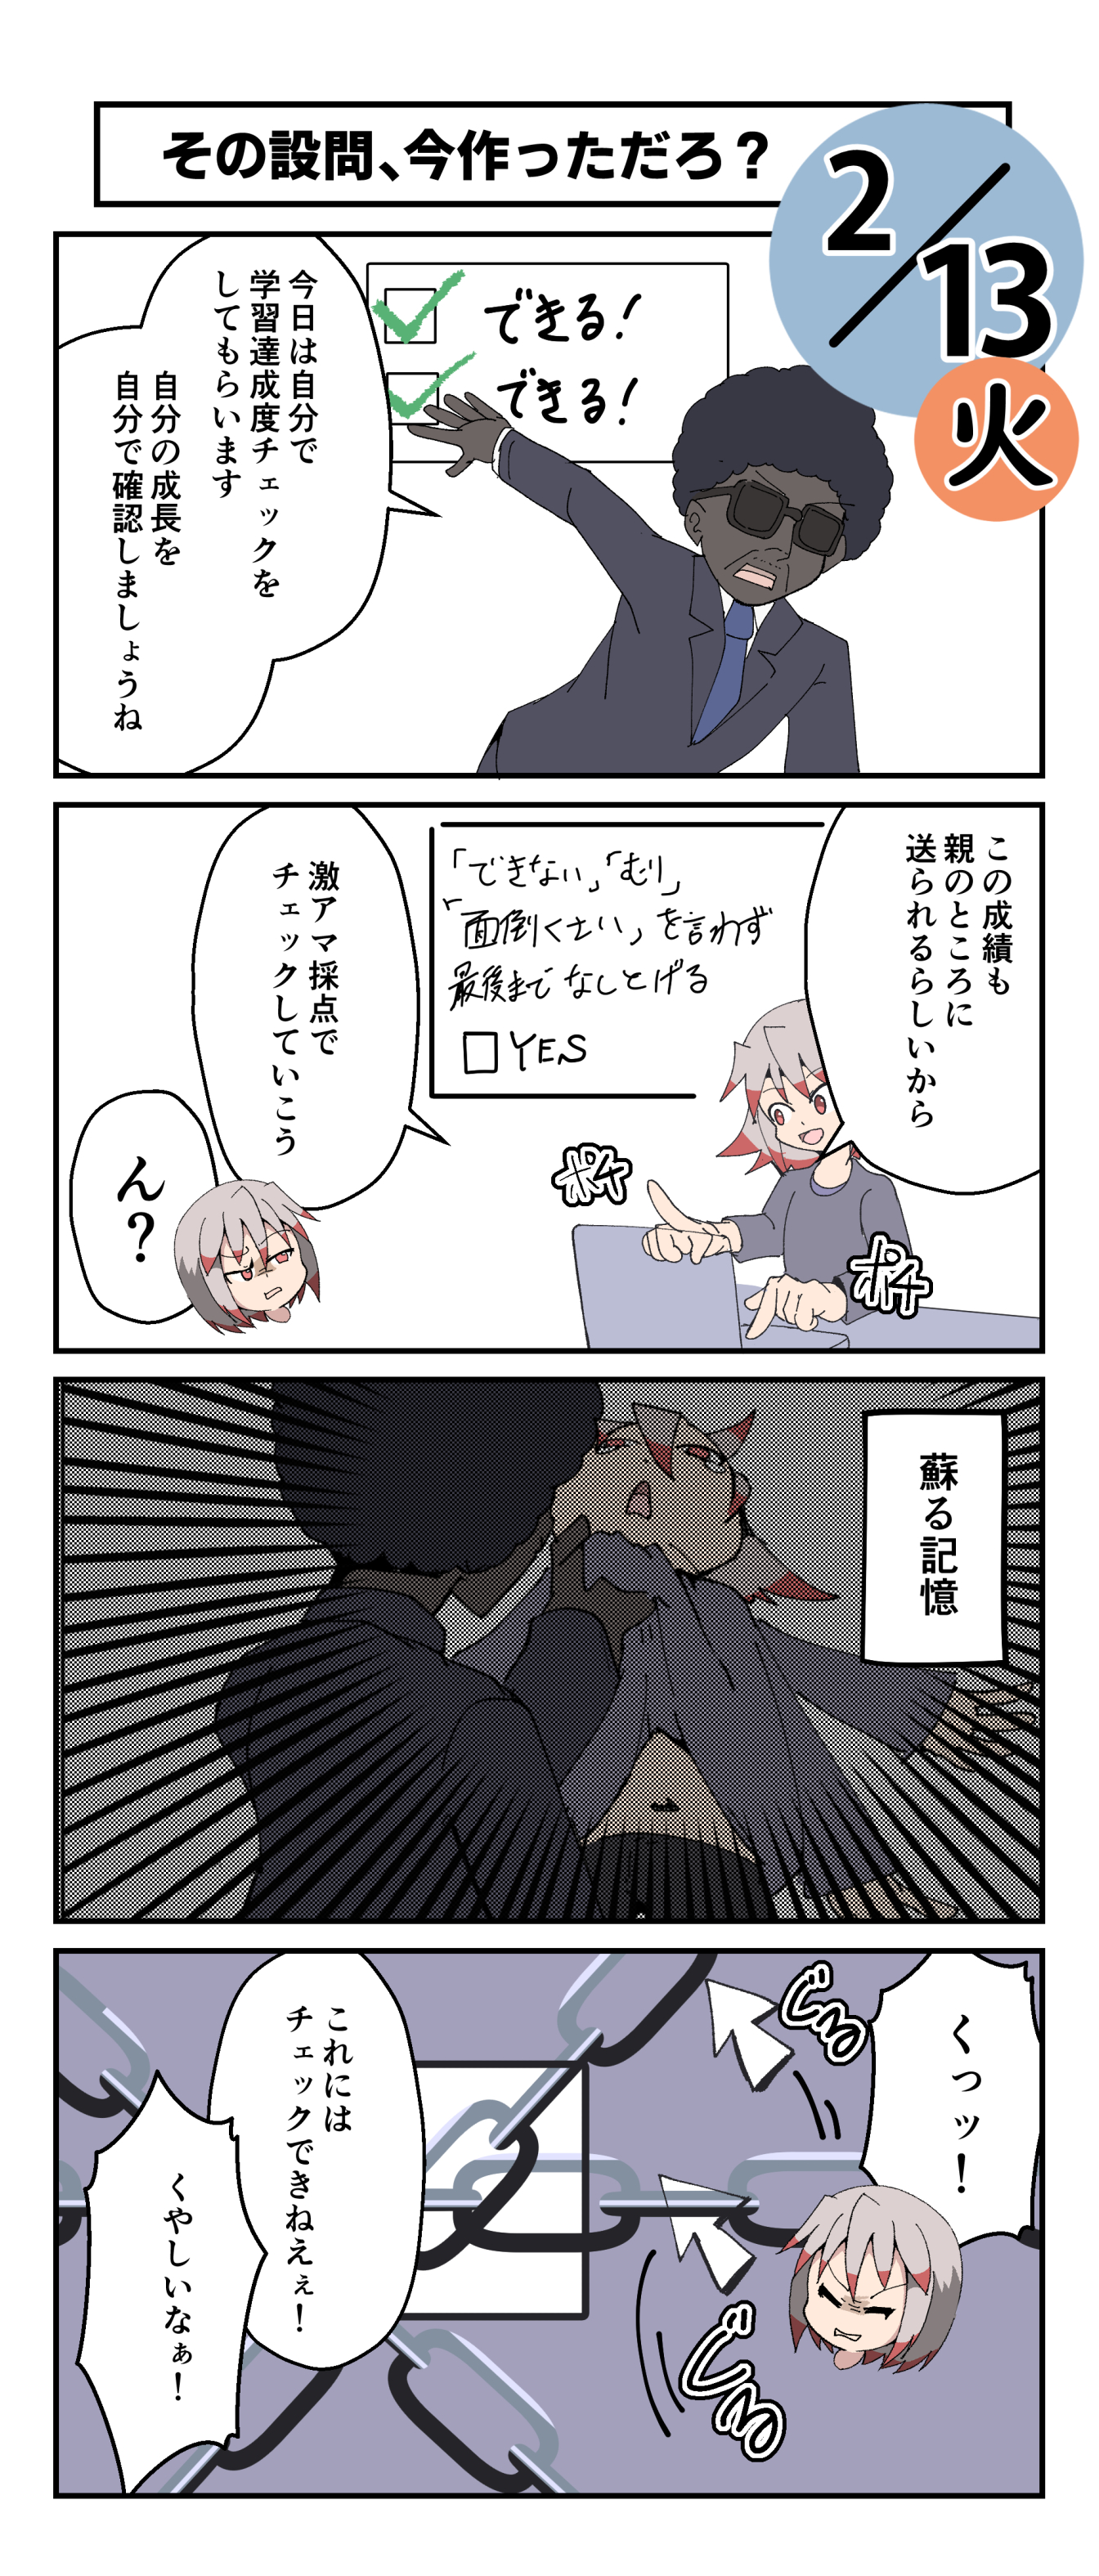 その設問、今作っただろ？
2/13
火
できる！
できる！
今日は自分で
学習達成度チェックを
してもらいます
自分の成長を
自分で確認しましょうね
この成績も
親のところに
送られるらしいから
「できない」「むり」
「面倒くさい」を言わず
最後までなしとげる
YES
激アマ採点で
チェックしていこう
ポチ
ポチ
ん？
蘇る記憶
くっッ！
じる
じる
これには
チェックできねえぇ！
くやしいなぁ！